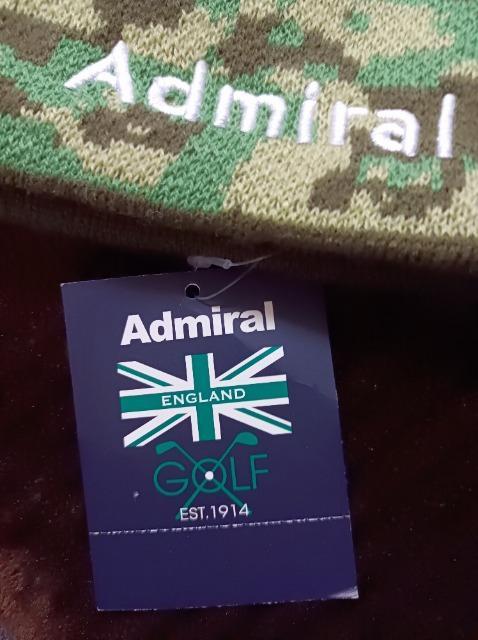 Admiral
Admiral
ENGLAND
GOLF
EST.1914